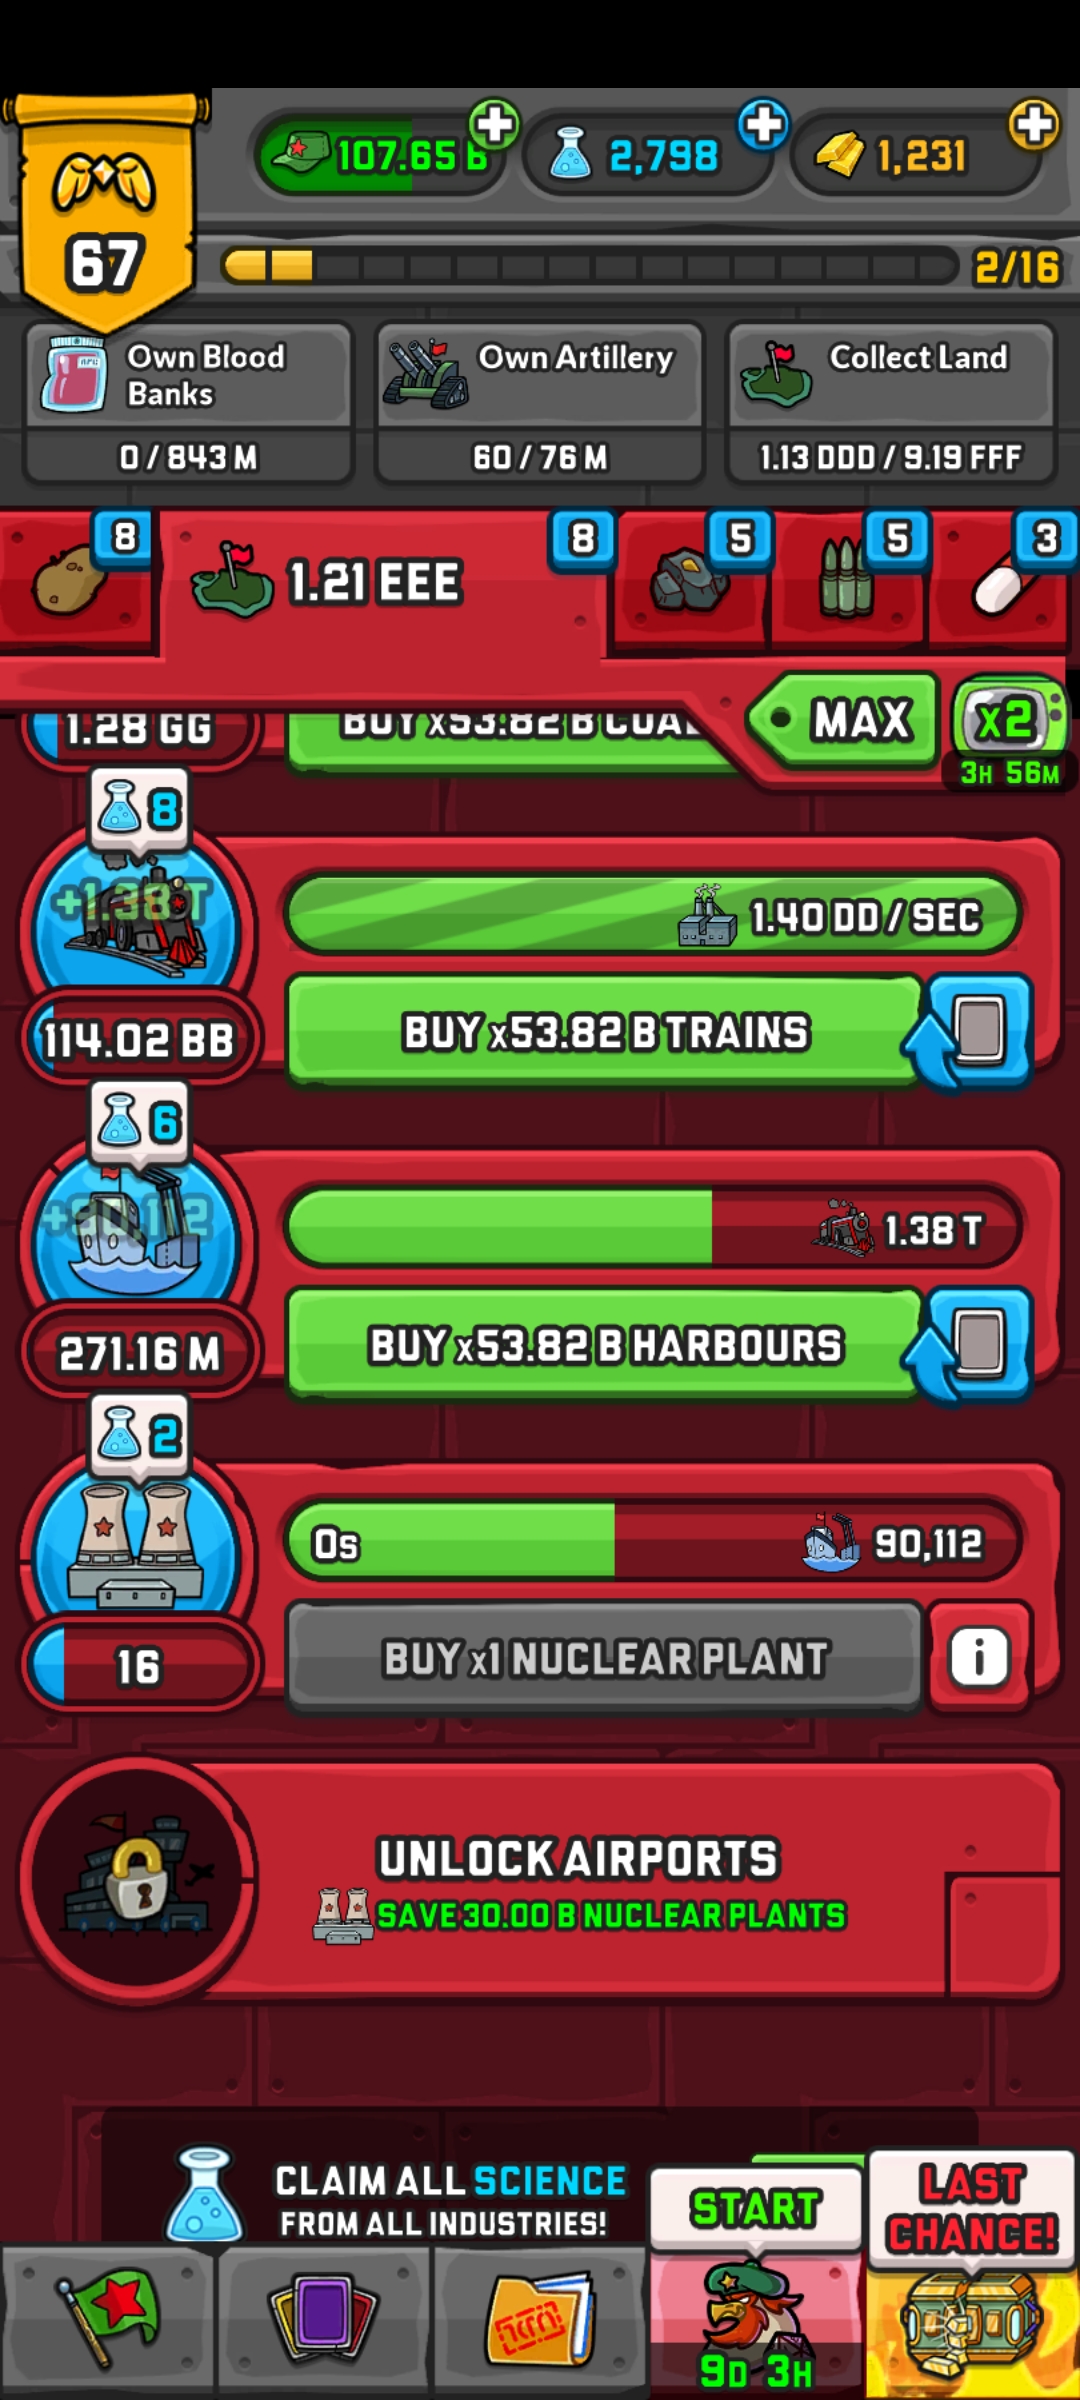 107.65 B
2,798
1,231
67
2/16
Own Blood
Banks
0 / 843 M
Own Artillery
60 / 76 M
Collect Land
1.13 DDD / 9.19 FFF
8
1.21 EEE
8
5
5
3
MAX
x2
3H 56M
1.28 GG
BUY x53.82 B COAL
8
+1.38 T
1.40 DD / SEC
114.02 BB
BUY x53.82 B TRAINS
6
+90,112
1.38 T
271.16 M
BUY x53.82 B HARBOURS
2
0s
90,112
16
BUY x1 NUCLEAR PLANT
i
UNLOCK AIRPORTS
SAVE 30.00 B NUCLEAR PLANTS
CLAIM ALL SCIENCE
FROM ALL INDUSTRIES!
START
LAST
CHANCE!
9D 3H